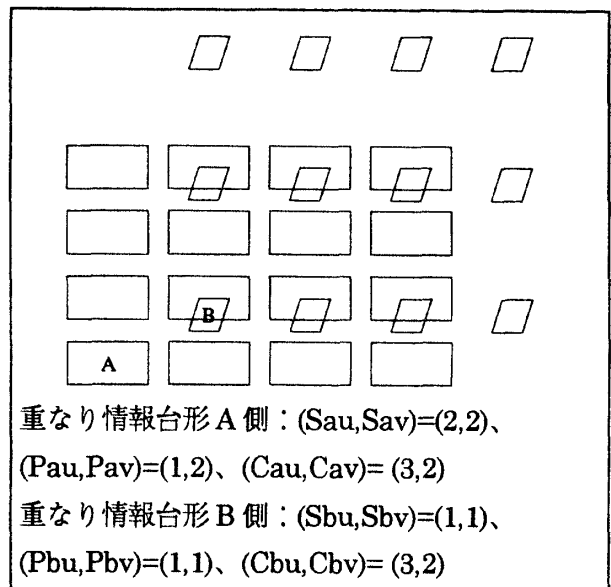 B
A
重なり情報台形 A 側：(Sau,Sav)=(2,2)、
(Pau,Pav)=(1,2)、(Cau,Cav)= (3,2)
重なり情報台形 B 側：(Sbu,Sbv)=(1,1)、
(Pbu,Pbv)=(1,1)、(Cbu,Cbv)= (3,2)